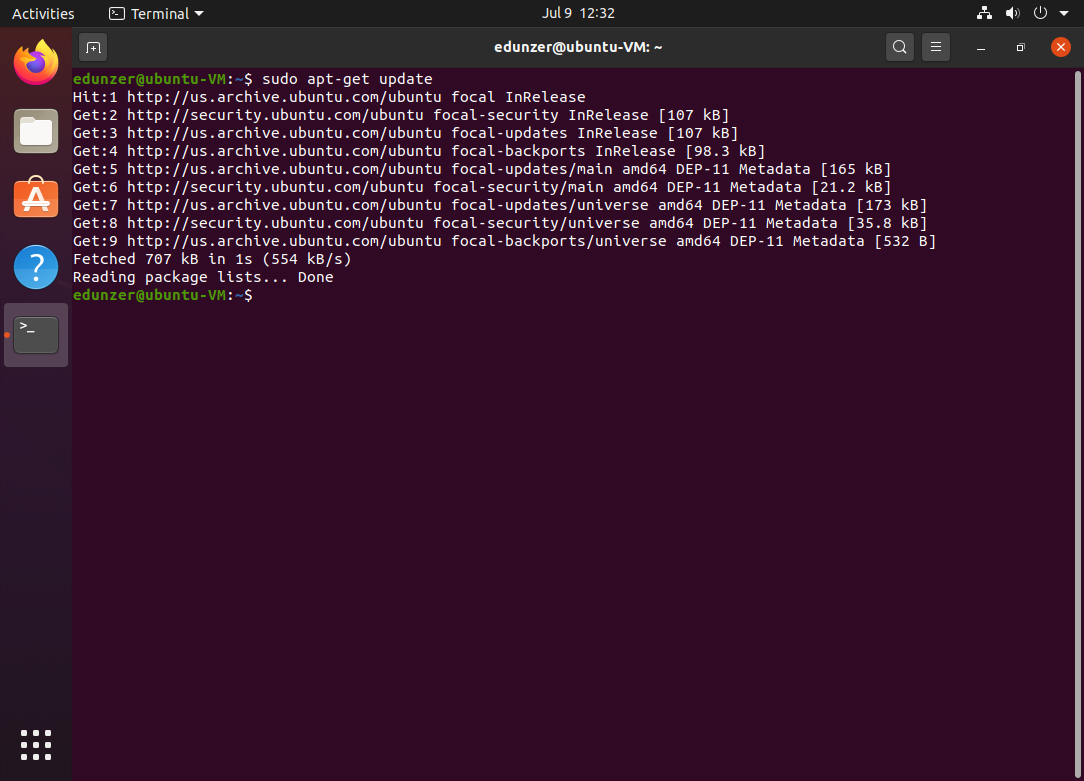 Activities
Terminal
Jul 9 12:32
edunzer@ubuntu-VM: ~
edunzer@ubuntu-VM:~$ sudo apt-get update
Hit:1 http://us.archive.ubuntu.com/ubuntu focal InRelease
Get:2 http://security.ubuntu.com/ubuntu focal-security InRelease [107 kB]
Get:3 http://us.archive.ubuntu.com/ubuntu focal-updates InRelease [107 kB]
Get:4 http://us.archive.ubuntu.com/ubuntu focal-backports InRelease [98.3 kB]
Get:5 http://us.archive.ubuntu.com/ubuntu focal-updates/main amd64 DEP-11 Metadata [165 kB]
Get:6 http://security.ubuntu.com/ubuntu focal-security/main amd64 DEP-11 Metadata [21.2 kB]
Get:7 http://us.archive.ubuntu.com/ubuntu focal-updates/universe amd64 DEP-11 Metadata [173 kB]
Get:8 http://security.ubuntu.com/ubuntu focal-security/universe amd64 DEP-11 Metadata [35.8 kB]
Get:9 http://us.archive.ubuntu.com/ubuntu focal-backports/universe amd64 DEP-11 Metadata [532 B]
Fetched 707 kB in 1s (554 kB/s)
Reading package lists... Done
edunzer@ubuntu-VM:~$